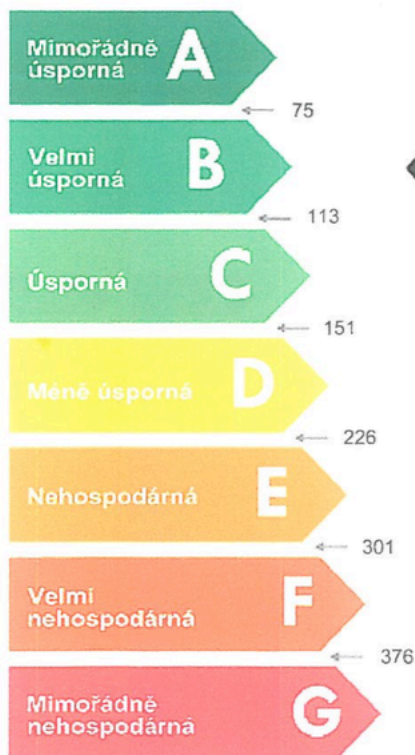 Mimořádně
úsporná
A
75
Velmi
úsporná
B
113
Úsporná
C
151
Méně úsporná
D
226
Nehospodárná
E
301
Velmi
nehospodárná
F
376
Mimořádně
nehospodárná
G